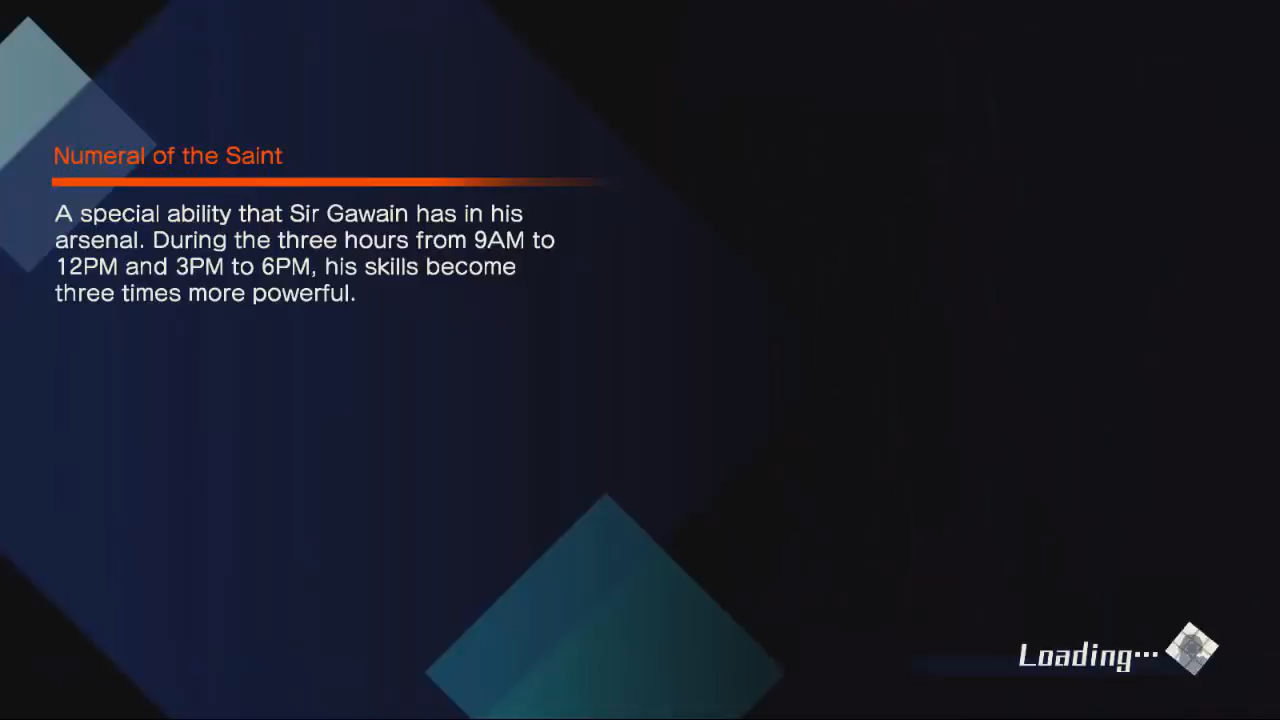 Numeral of the Saint
A special ability that Sir Gawain has in his
arsenal. During the three hours from 9AM to
12PM and 3PM to 6PM, his skills become
three times more powerful.
Loading…